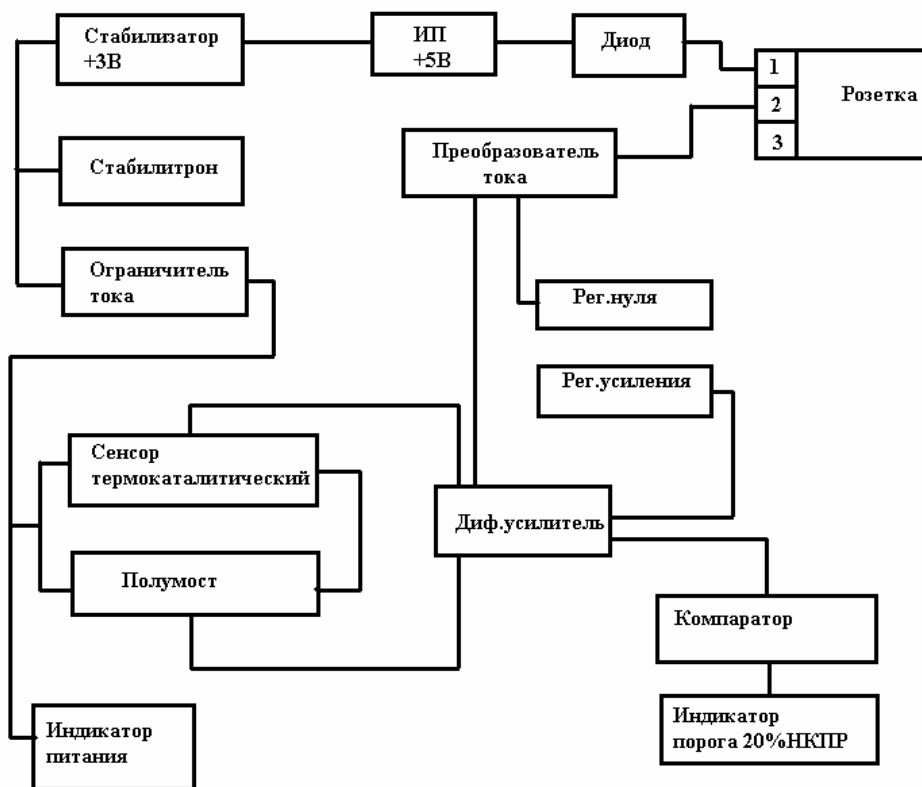 Стабилизатор
+3В
ИП
+5В
Диод
1
2
3
Розетка
Преобразователь
тока
Стабилитрон
Ограничитель
тока
Рег.нуля
Рег.усиления
Сенсор
термокаталитический
Диф.усилитель
Полумост
Компаратор
Индикатор
питания
Индикатор
порога 20%НКПР